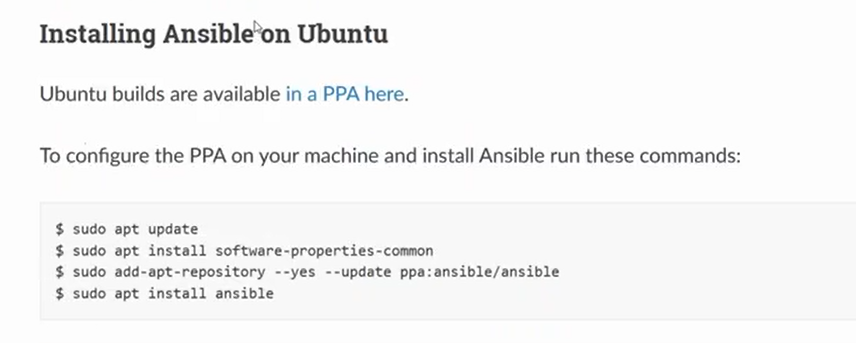 Installing Ansible on Ubuntu
Ubuntu builds are available in a PPA here.
To configure the PPA on your machine and install Ansible run these commands:
$ sudo apt update
$ sudo apt install software-properties-common
$ sudo add-apt-repository --yes --update ppa:ansible/ansible
$ sudo apt install ansible